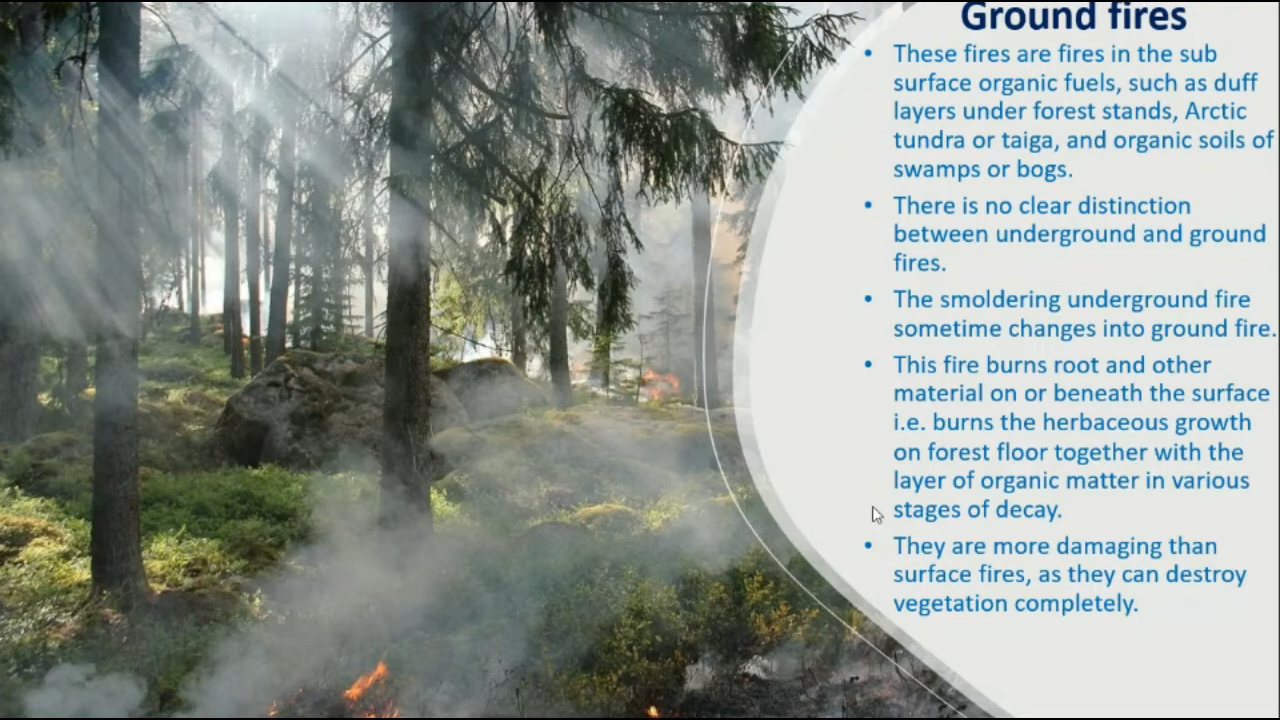 Ground fires
• These fires are fires in the sub
surface organic fuels, such as duff
layers under forest stands, Arctic
tundra or taiga, and organic soils of
swamps or bogs.
• There is no clear distinction
between underground and ground
fires.
• The smoldering underground fire
sometime changes into ground fire.
• This fire burns root and other
material on or beneath the surface
i.e. burns the herbaceous growth
on forest floor together with the
layer of organic matter in various
stages of decay.
• They are more damaging than
surface fires, as they can destroy
vegetation completely.